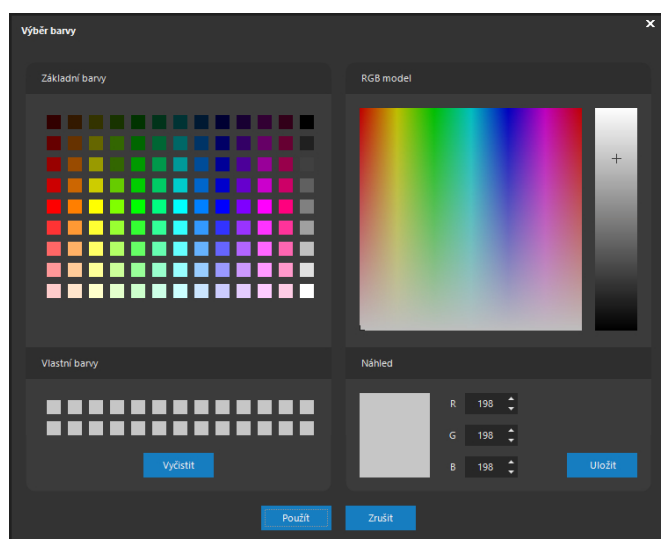 Výběr barvy
Základní barvy
RGB model
Vlastní barvy
Náhled
R 198
G 198
B 198
Vyčistit
Uložit
Použít
Zrušit